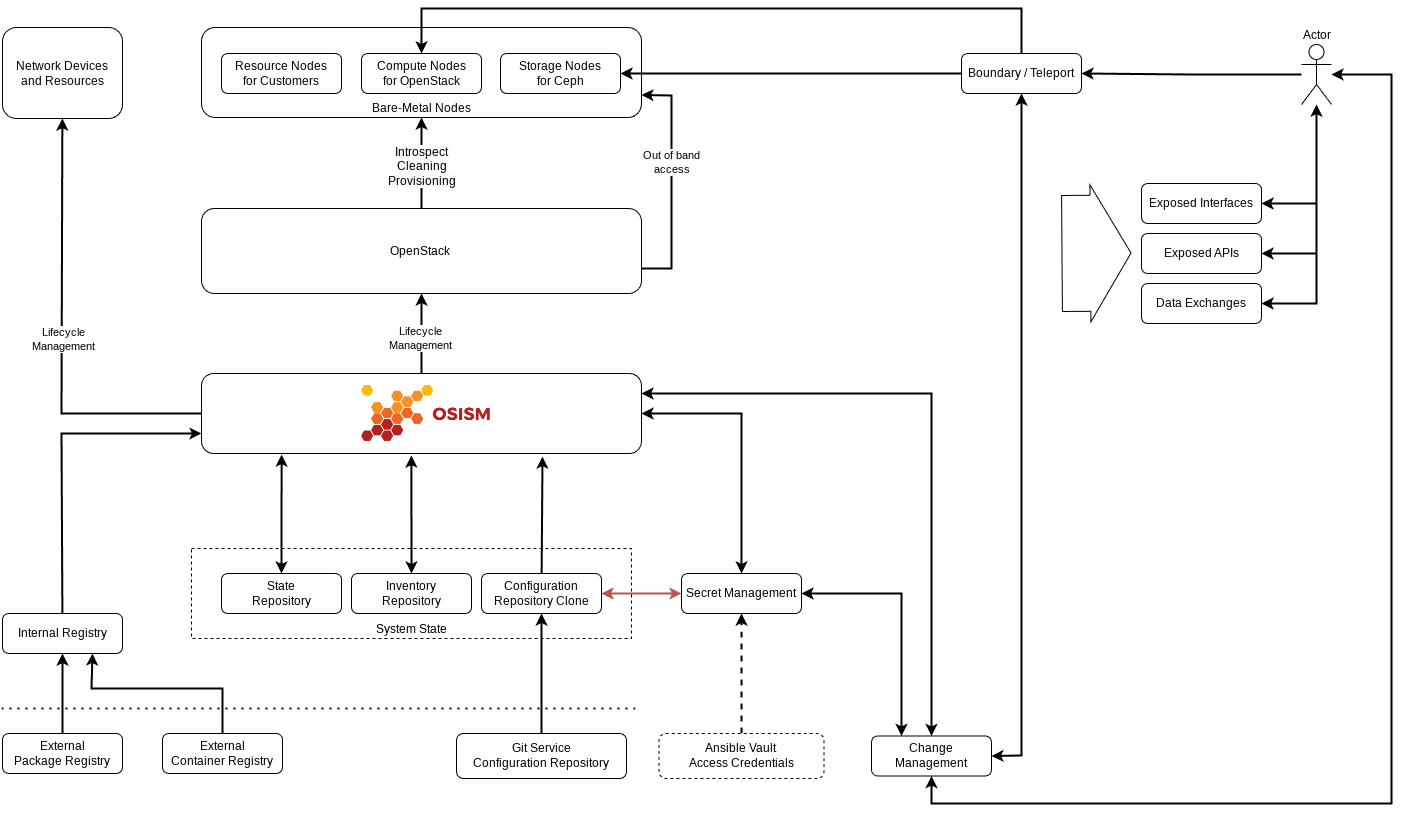 Actor
Network Devices
and Resources
Resource Nodes
for Customers
Compute Nodes
for OpenStack
Storage Nodes
for Ceph
Bare-Metal Nodes
Boundary / Teleport
Introspect
Cleaning
Provisioning
Out of band
access
Exposed Interfaces
Exposed APIs
Data Exchanges
OpenStack
Lifecycle
Management
Lifecycle
Management
OSISM
State
Repository
Inventory
Repository
Configuration
Repository Clone
System State
Secret Management
Internal Registry
External
Package Registry
External
Container Registry
Git Service
Configuration Repository
Ansible Vault
Access Credentials
Change
Management